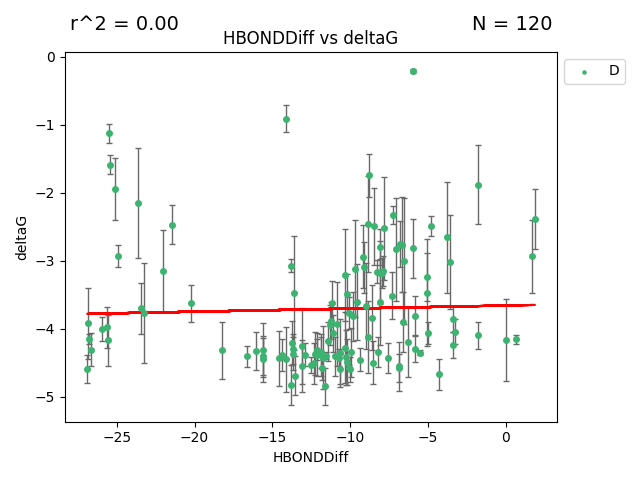 r^2 = 0.00 N = 120
HBONDDiff vs deltaG
D
0
−1
−2
−3
−4
−5
deltaG
−25 −20 −15 −10 −5 0
HBONDDiff